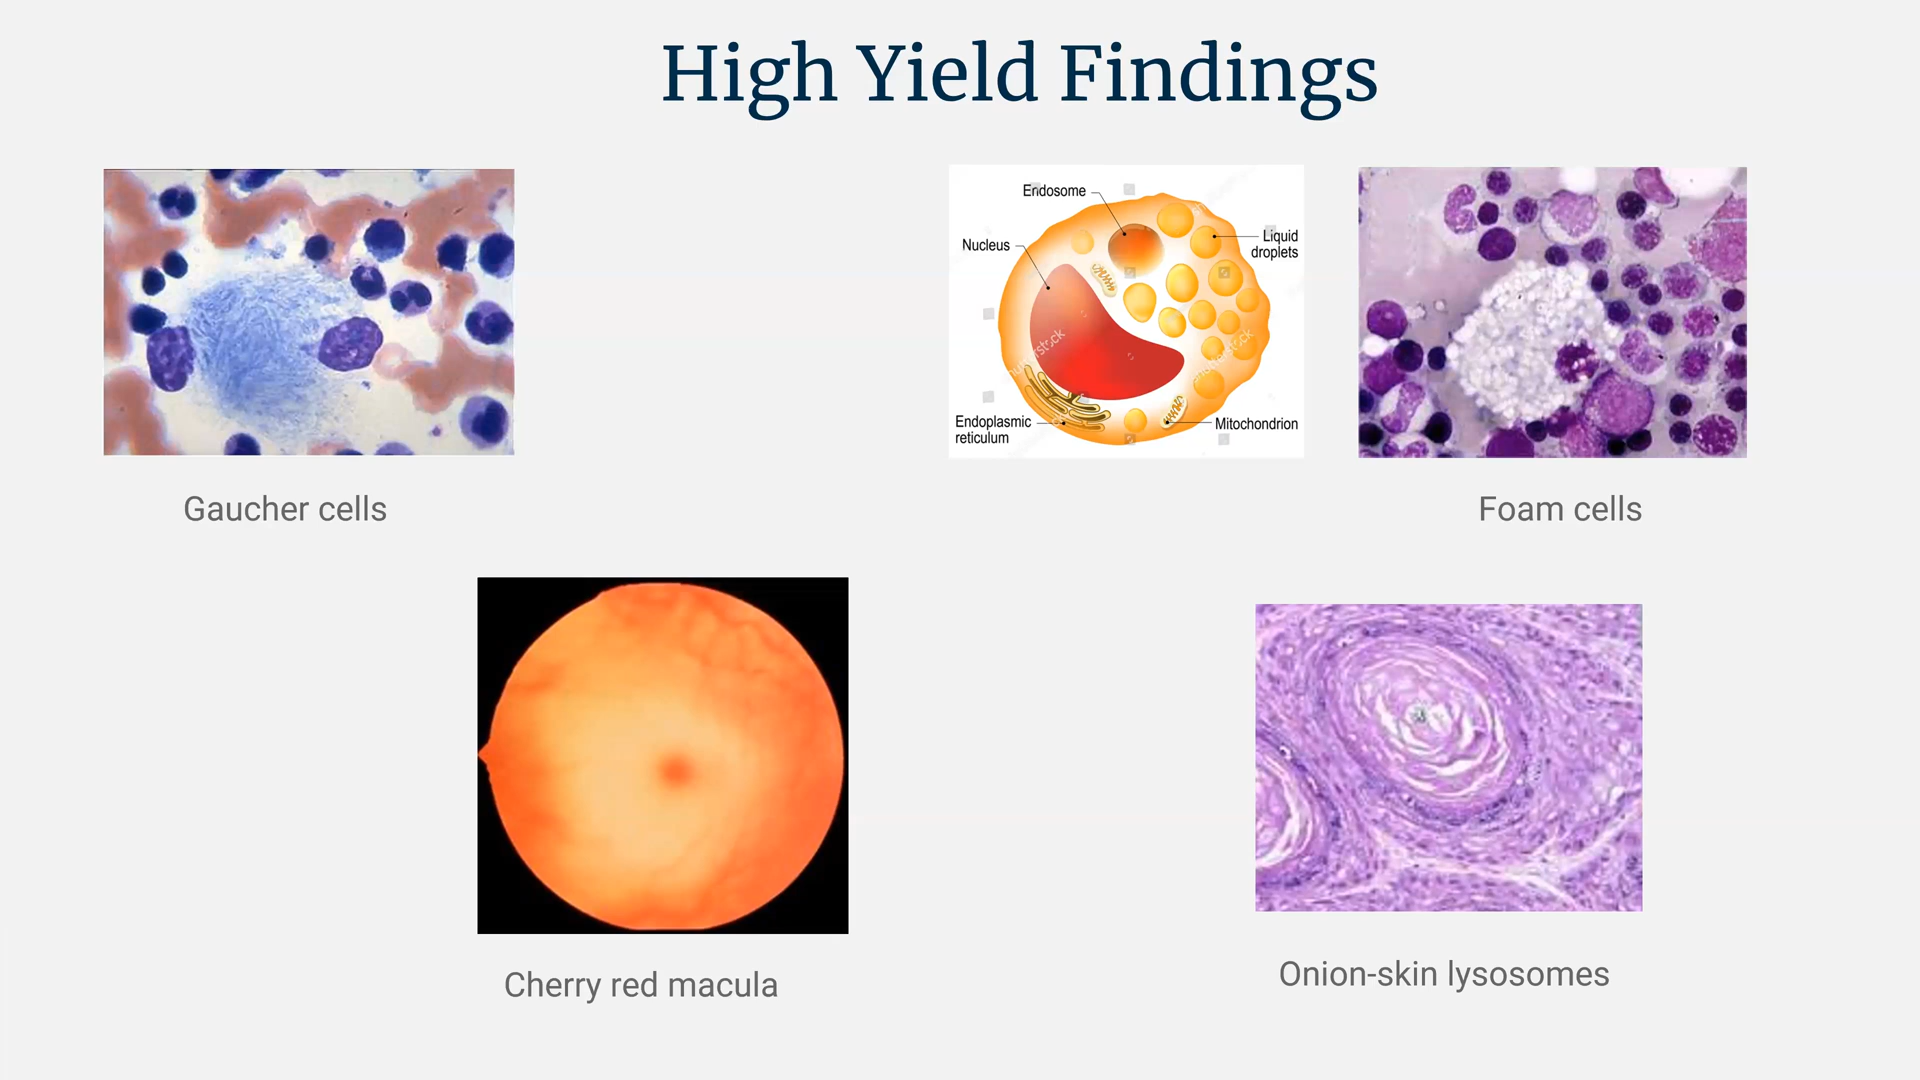 High Yield Findings
Endosome
Nucleus
Liquid
droplets
Endoplasmic
reticulum
Mitochondrion
Gaucher cells
Foam cells
Cherry red macula
Onion-skin lysosomes